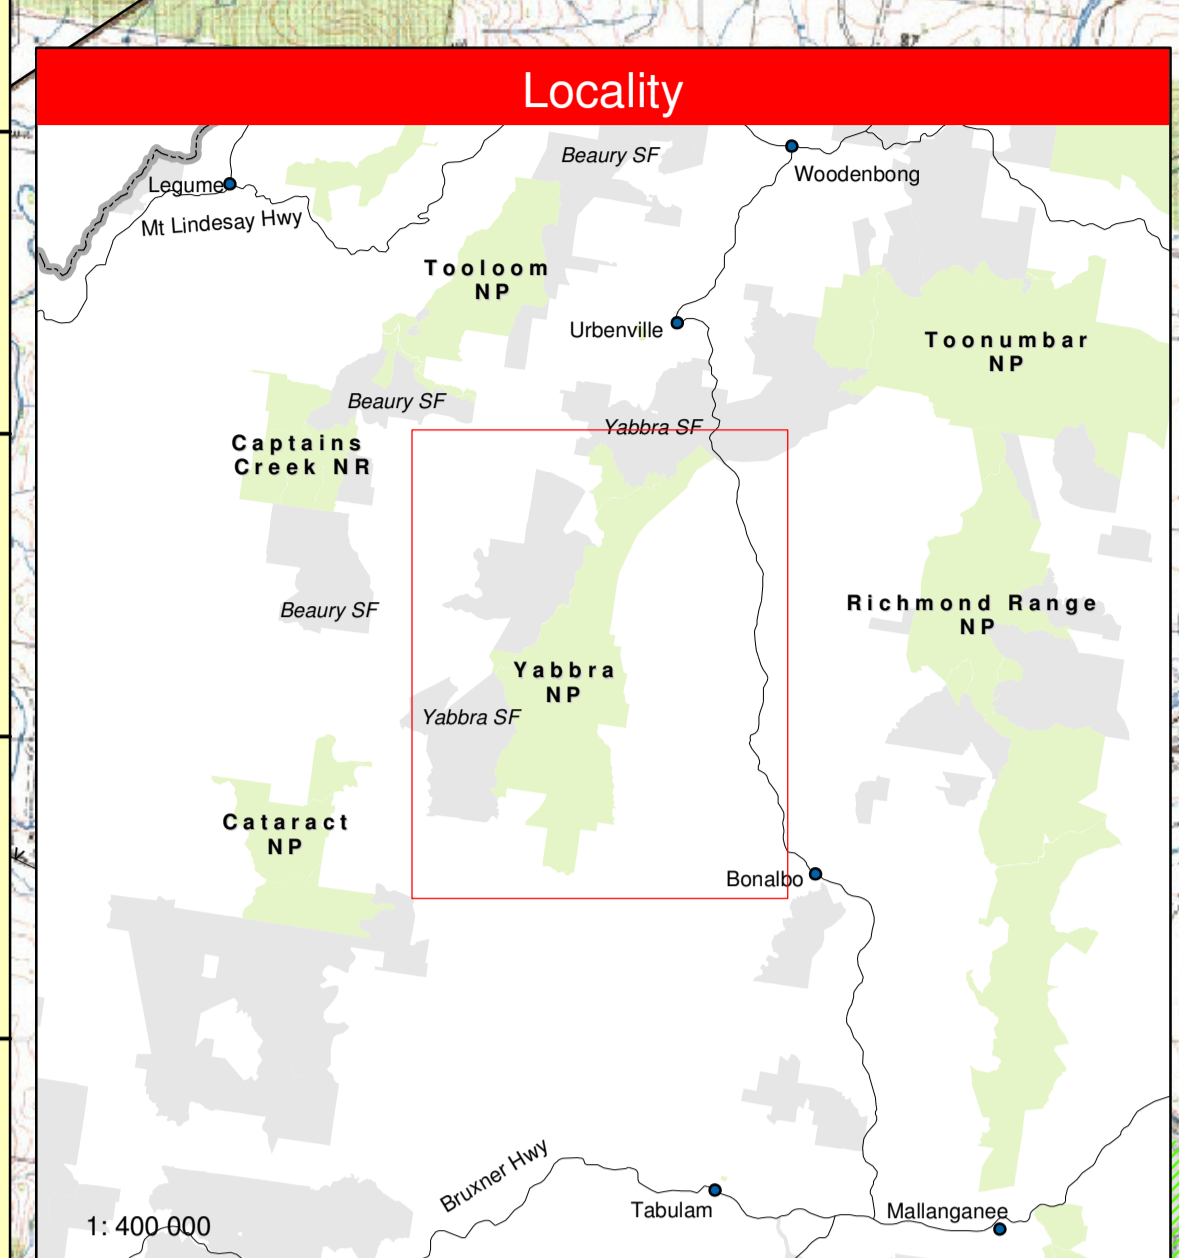 Locality
Beaury SF
Woodenbong
Legume
Mt Lindesay Hwy
Tooloom
NP
Urbenville
Toonumbar
NP
Beaury SF
Yabbra SF
Captains
Creek NR
Beaury SF
Richmond Range
NP
Yabbra
NP
Yabbra SF
Cataract
NP
Bonalbo
Bruxner Hwy
Tabulam
Mallanganee
1: 400 000